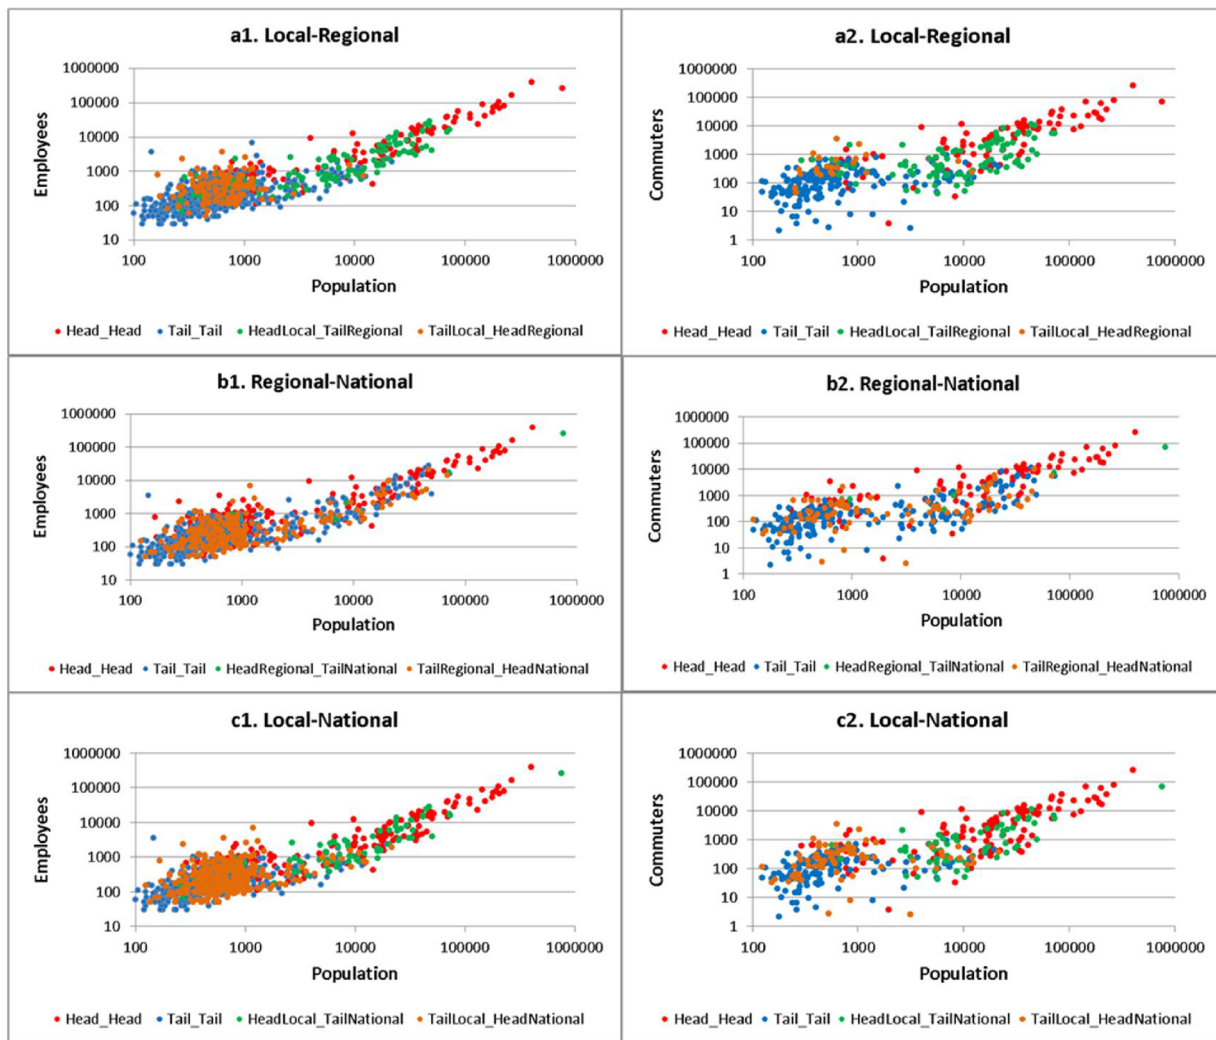 a1. Local-Regional
Employees
1000000
100000
10000
1000
100
10
100 1000 10000 100000 1000000
Population
Head_Head Tail_Tail HeadLocal_TailRegional TailLocal_HeadRegional
a2. Local-Regional
Commuters
1000000
100000
10000
1000
100
10
1
100 1000 10000 100000 1000000
Population
Head_Head Tail_Tail HeadLocal_TailRegional TailLocal_HeadRegional
b1. Regional-National
Employees
1000000
100000
10000
1000
100
10
100 1000 10000 100000 1000000
Population
Head_Head Tail_Tail HeadRegional_TailNational TailRegional_HeadNational
b2. Regional-National
Commuters
1000000
100000
10000
1000
100
10
1
100 1000 10000 100000 1000000
Population
Head_Head Tail_Tail HeadRegional_TailNational TailRegional_HeadNational
c1. Local-National
Employees
1000000
100000
10000
1000
100
10
100 1000 10000 100000 1000000
Population
Head_Head Tail_Tail HeadLocal_TailNational TailLocal_HeadNational
c2. Local-National
Commuters
1000000
100000
10000
1000
100
10
1
100 1000 10000 100000 1000000
Population
Head_Head Tail_Tail HeadLocal_TailNational TailLocal_HeadNational